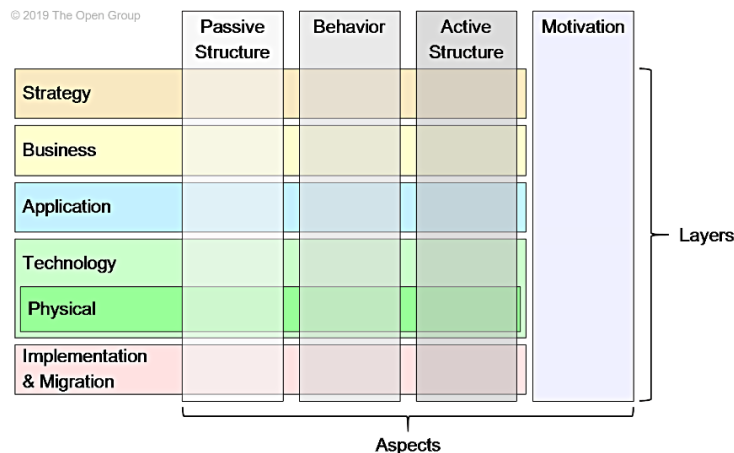 © 2019 The Open Group
Passive
Structure
Behavior
Active
Structure
Motivation
Strategy
Business
Application
Technology
Physical
Implementation
& Migration
Layers
Aspects